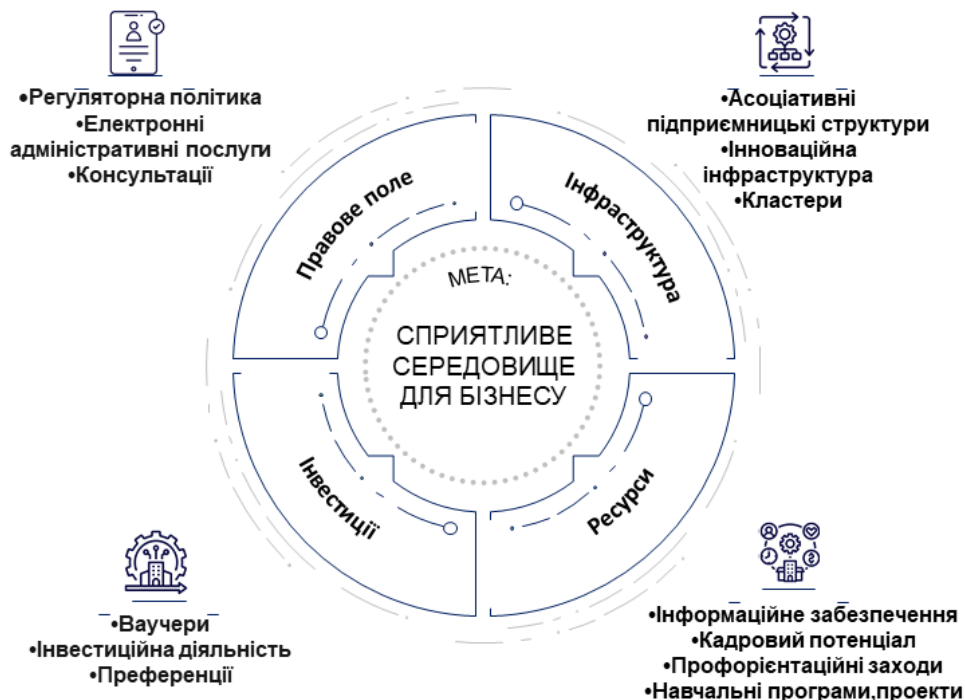 •Регуляторна політика
•Електронні
адміністративні послуги
•Консультації
•Асоціативні
підприємницькі структури
•Інноваційна
інфраструктура
•Кластери
Правове поле
Інфраструктура
МЕТА:
СПРИЯТЛИВЕ
СЕРЕДОВИЩЕ
ДЛЯ БІЗНЕСУ
Інвестиції
Ресурси
•Ваучери
•Інвестиційна діяльність
•Преференції
•Інформаційне забезпечення
•Кадровий потенціал
•Профорієнтаційні заходи
•Навчальні програми,проекти